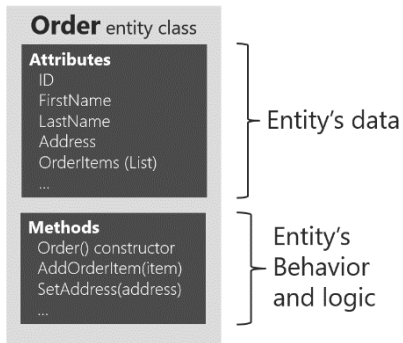 Order entity class
Attributes
ID
FirstName
LastName
Address
OrderItems (List)
...
Entity's data
Methods
Order() constructor
AddOrderItem(item)
SetAddress(address)
...
Entity's
Behavior
and logic